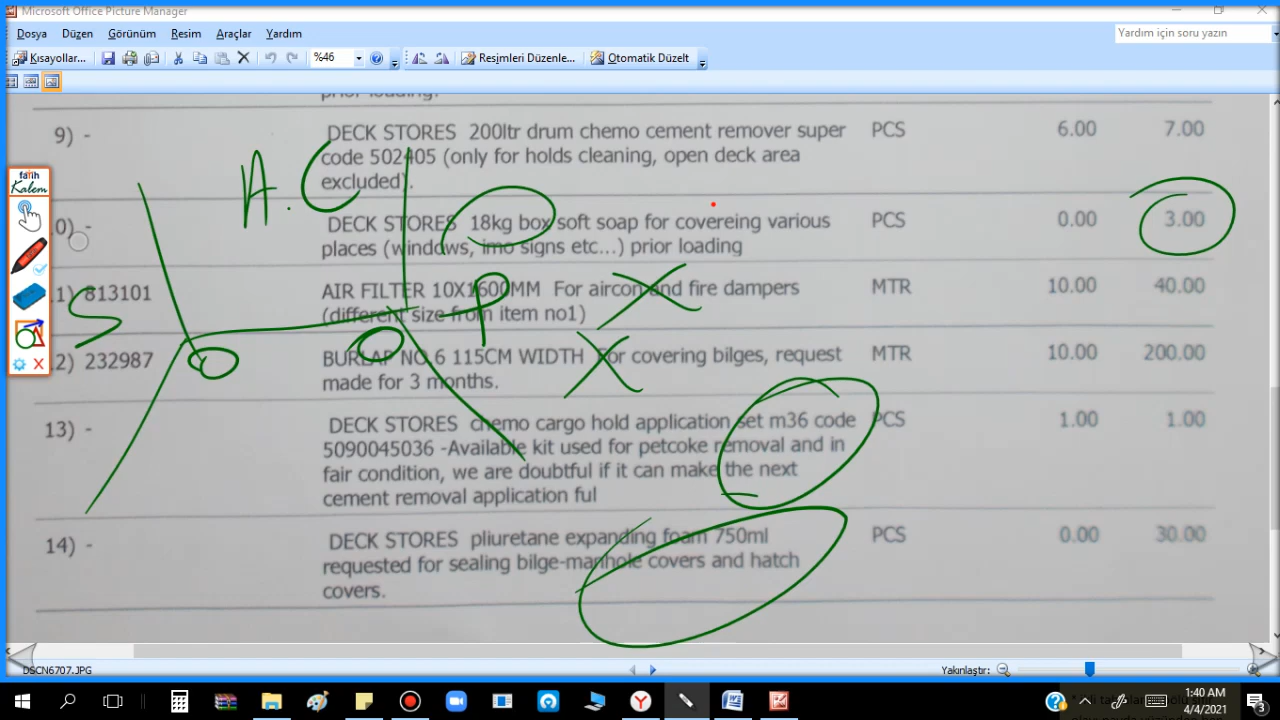 Microsoft Office Picture Manager
Dosya Düzen Görünüm Resim Araçlar Yardım
Yardım için soru yazın
Kısayollar... %46 Resimleri Düzenle... Otomatik Düzelt
prior loading.
9) - DECK STORES 200ltr drum chemo cement remover super PCS 6.00 7.00
code 502405 (only for holds cleaning, open deck area
excluded).
A.C
fatih
Kalem
0) - DECK STORES 18kg box soft soap for covereing various PCS 0.00 3.00
places (windows, imo signs etc...) prior loading
1) 813101 AIR FILTER 10X1600MM For aircon and fire dampers MTR 10.00 40.00
(different size from item no1)
S P
2) 232987 BURLAP NO.6 115CM WIDTH For covering bilges, request MTR 10.00 200.00
made for 3 months.
13) - DECK STORES chemo cargo hold application set m36 code PCS 1.00 1.00
5090045036 -Available kit used for petcoke removal and in
fair condition, we are doubtful if it can make the next
cement removal application ful
14) - DECK STORES pliuretane expanding foam 750ml PCS 0.00 30.00
requested for sealing bilge-manhole covers and hatch
covers.
DSCN6707.JPG Yakınlaştır:
1:40 AM
4/4/2021
3